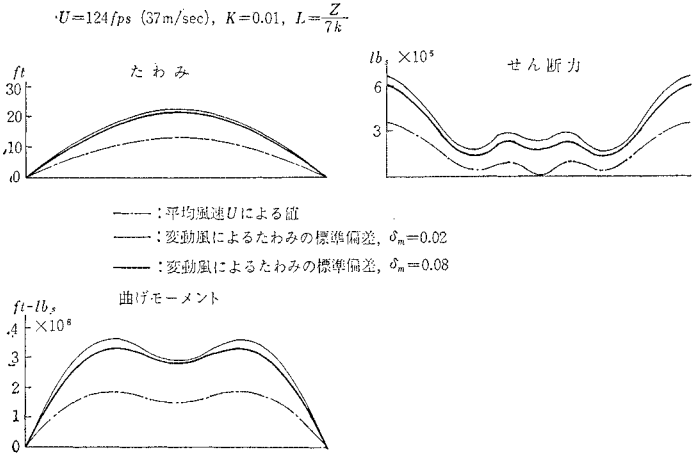 U=124fps (37m/sec), K=0.01, L=Z/7k
ft
たわみ
30
20
10
0
lbs ×10⁵
せん断力
6
3
:平均風速Uによる値
:変動風によるたわみの標準偏差, δm=0.02
:変動風によるたわみの標準偏差, δm=0.08
曲げモーメント
ft-lbs
×10⁸
.4
.3
2
1
0